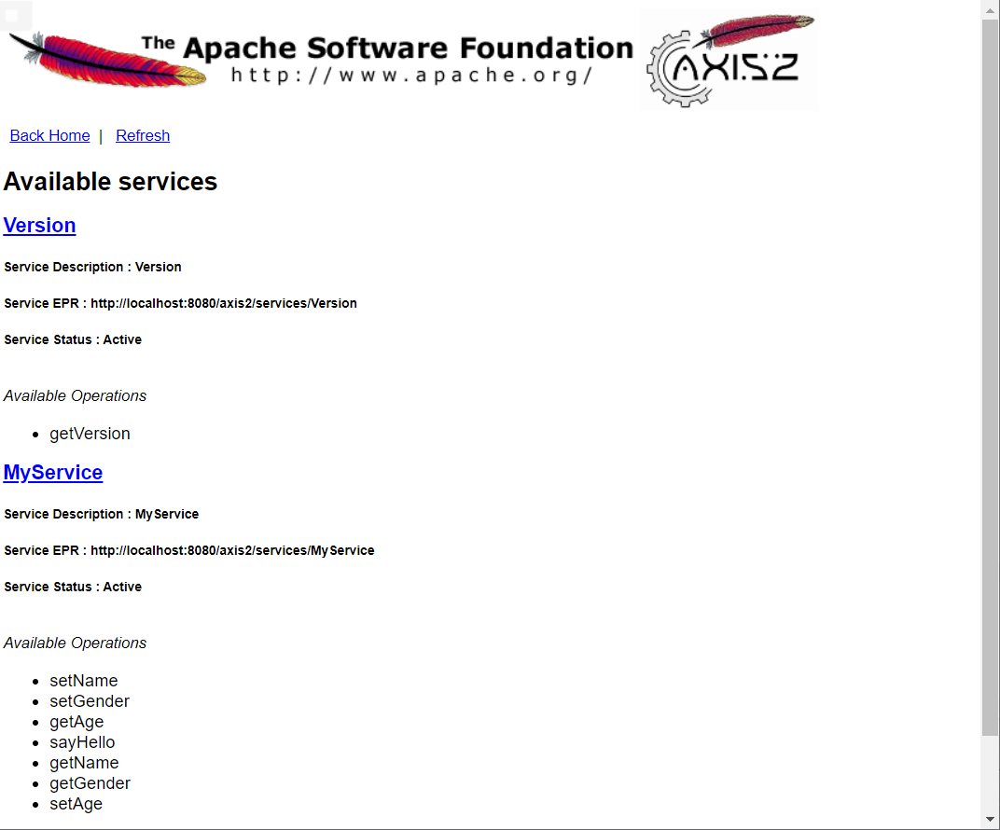 The Apache Software Foundation
http://www.apache.org/
AXIS2
Back Home | Refresh
Available services
Version
Service Description : Version
Service EPR : http://localhost:8080/axis2/services/Version
Service Status : Active
Available Operations
• getVersion
MyService
Service Description : MyService
Service EPR : http://localhost:8080/axis2/services/MyService
Service Status : Active
Available Operations
• setName
• setGender
• getAge
• sayHello
• getName
• getGender
• setAge